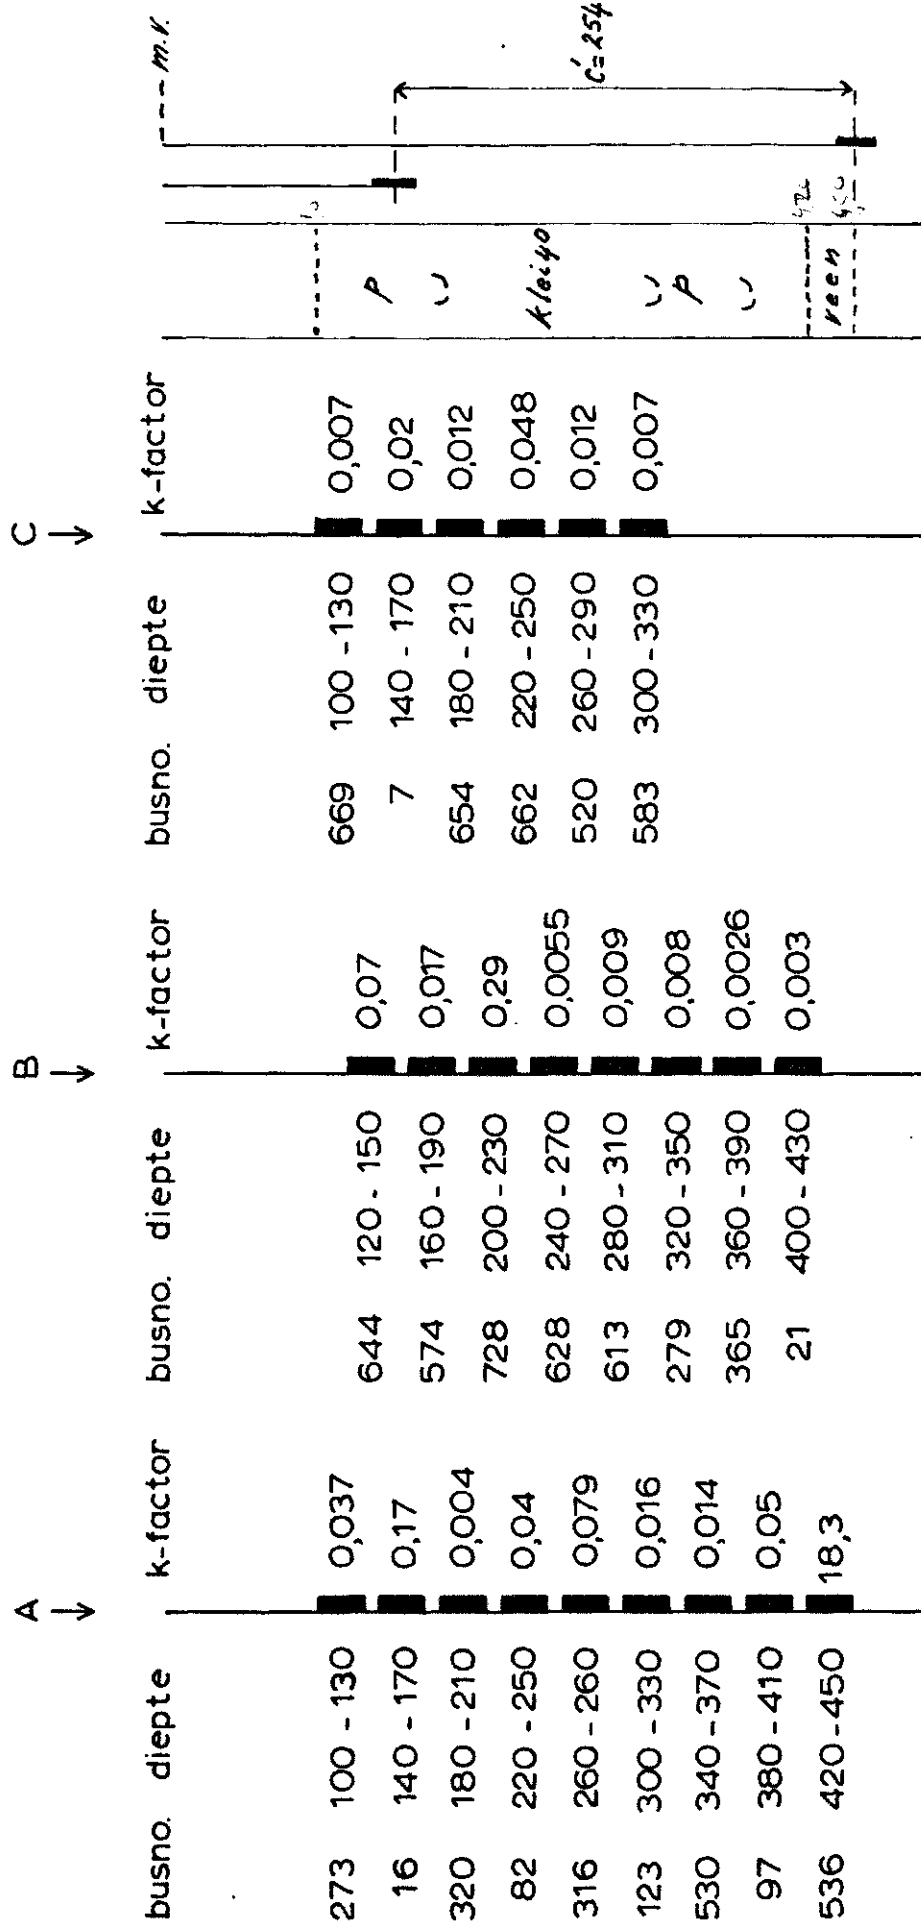 A
busno. diepte k-factor
273 100-130 0,037
16 140-170 0,17
320 180-210 0,004
82 220-250 0,04
316 260-260 0,079
123 300-330 0,016
530 340-370 0,014
97 380-410 0,05
536 420-450 18,3
B
busno. diepte k-factor
644 120-150 0,07
574 160-190 0,017
728 200-230 0,29
628 240-270 0,0055
613 280-310 0,009
279 320-350 0,008
365 360-390 0,0026
21 400-430 0,003
C
busno. diepte k-factor
669 100-130 0,007
7 140-170 0,02
654 180-210 0,012
662 220-250 0,048
520 260-290 0,012
583 300-330 0,007
m.v.
veen
420
450
C'=254